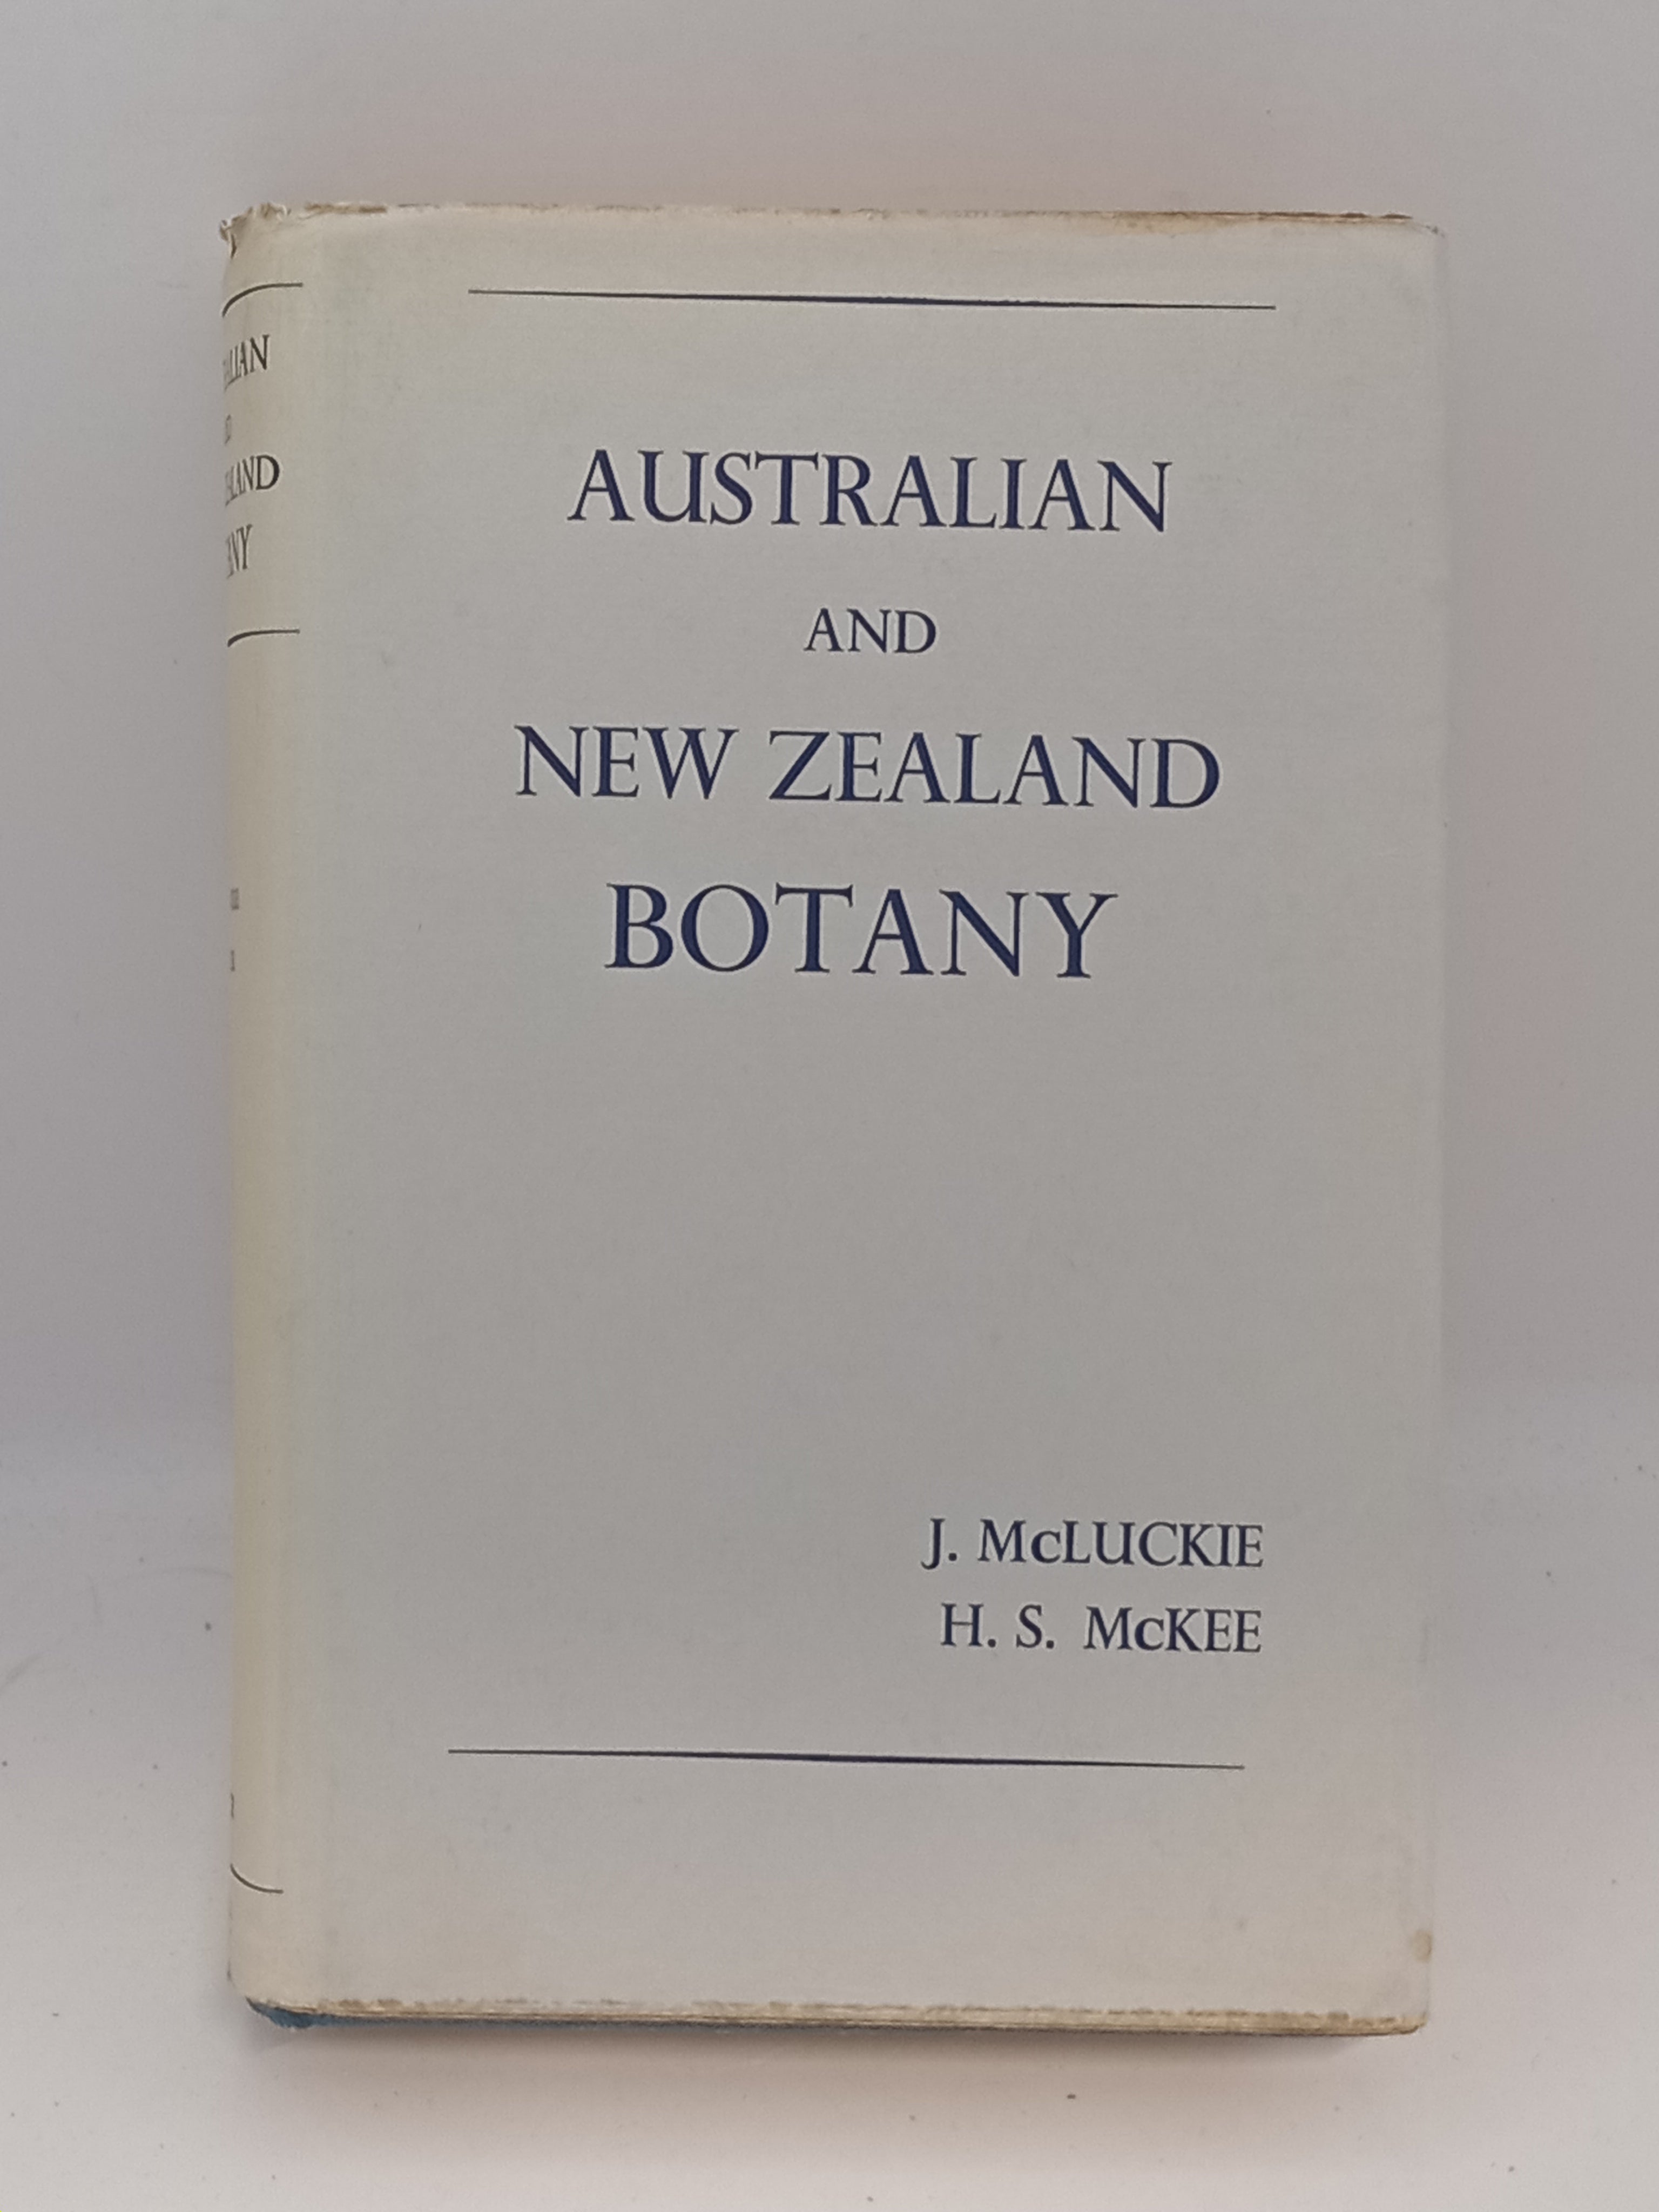 AUSTRALIAN
AND
NEW ZEALAND
BOTANY
J. McLUCKIE
H. S. McKEE